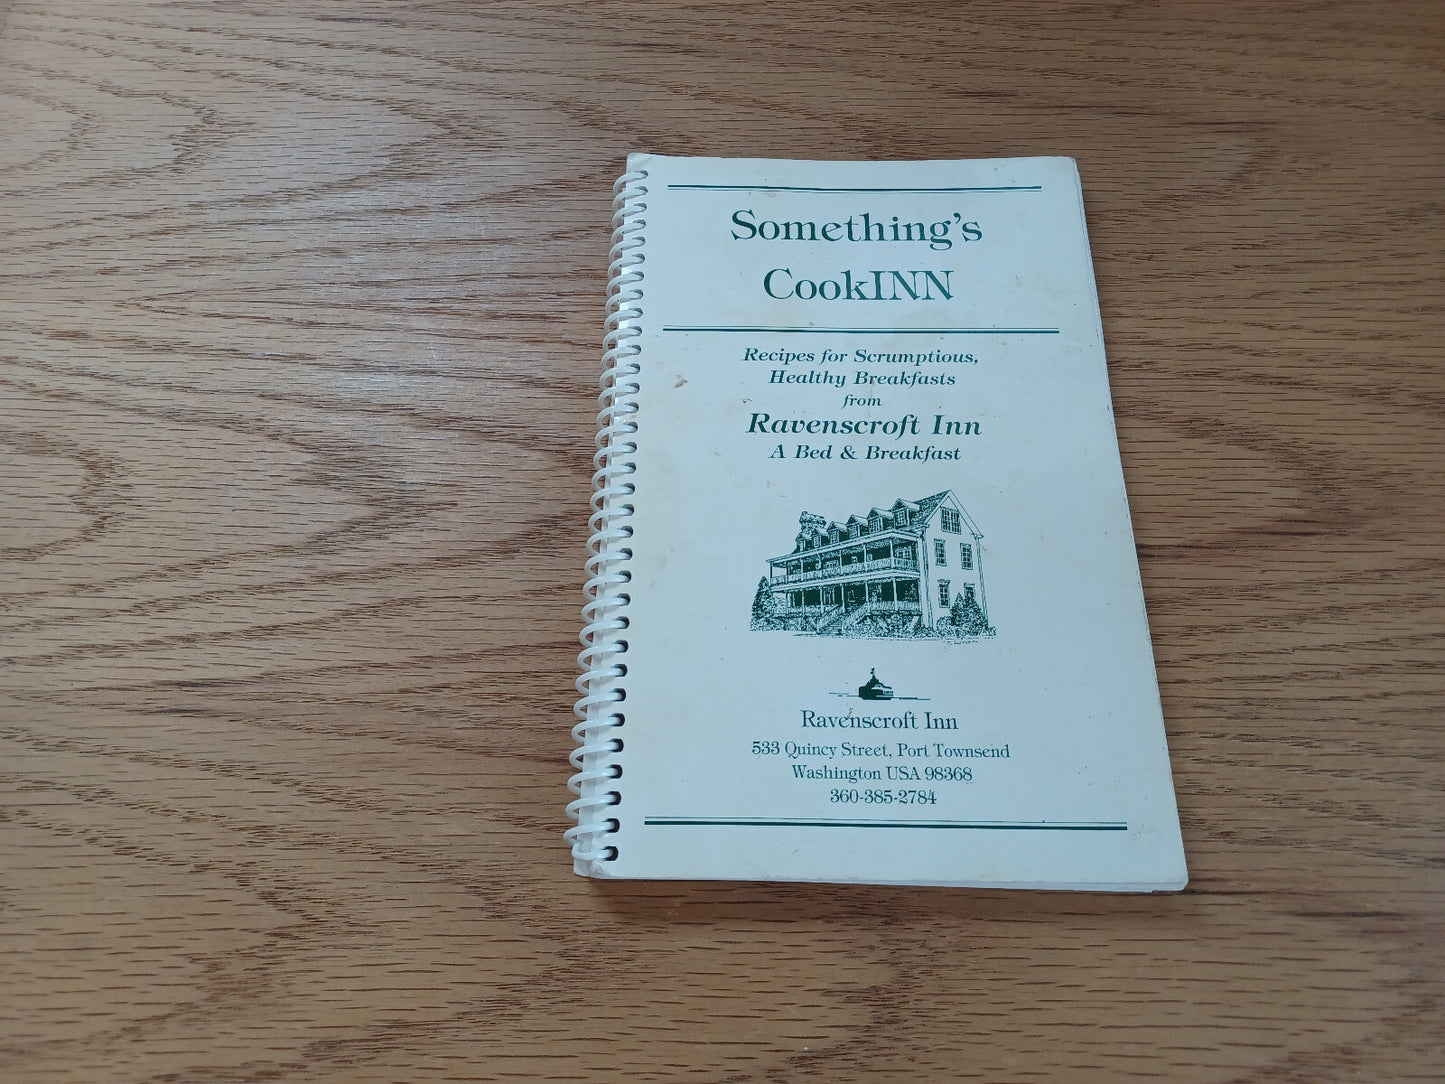 Something's
CookINN
Recipes for Scrumptious,
Healthy Breakfasts
from
Ravenscroft Inn
A Bed & Breakfast
Ravenscroft Inn
533 Quincy Street, Port Townsend
Washington USA 98368
360-385-2784